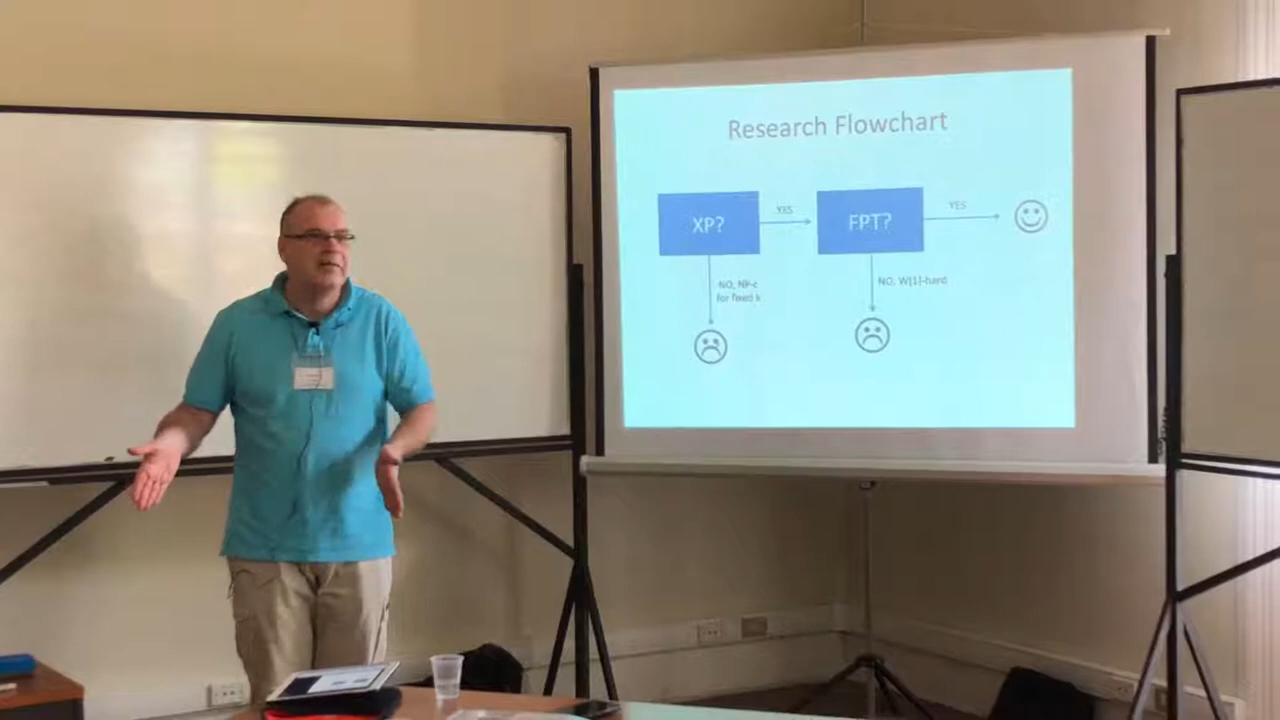 Research Flowchart
XP?
YES
FPT?
YES
NO, NP-c
for fixed k
NO, W[1]-hard